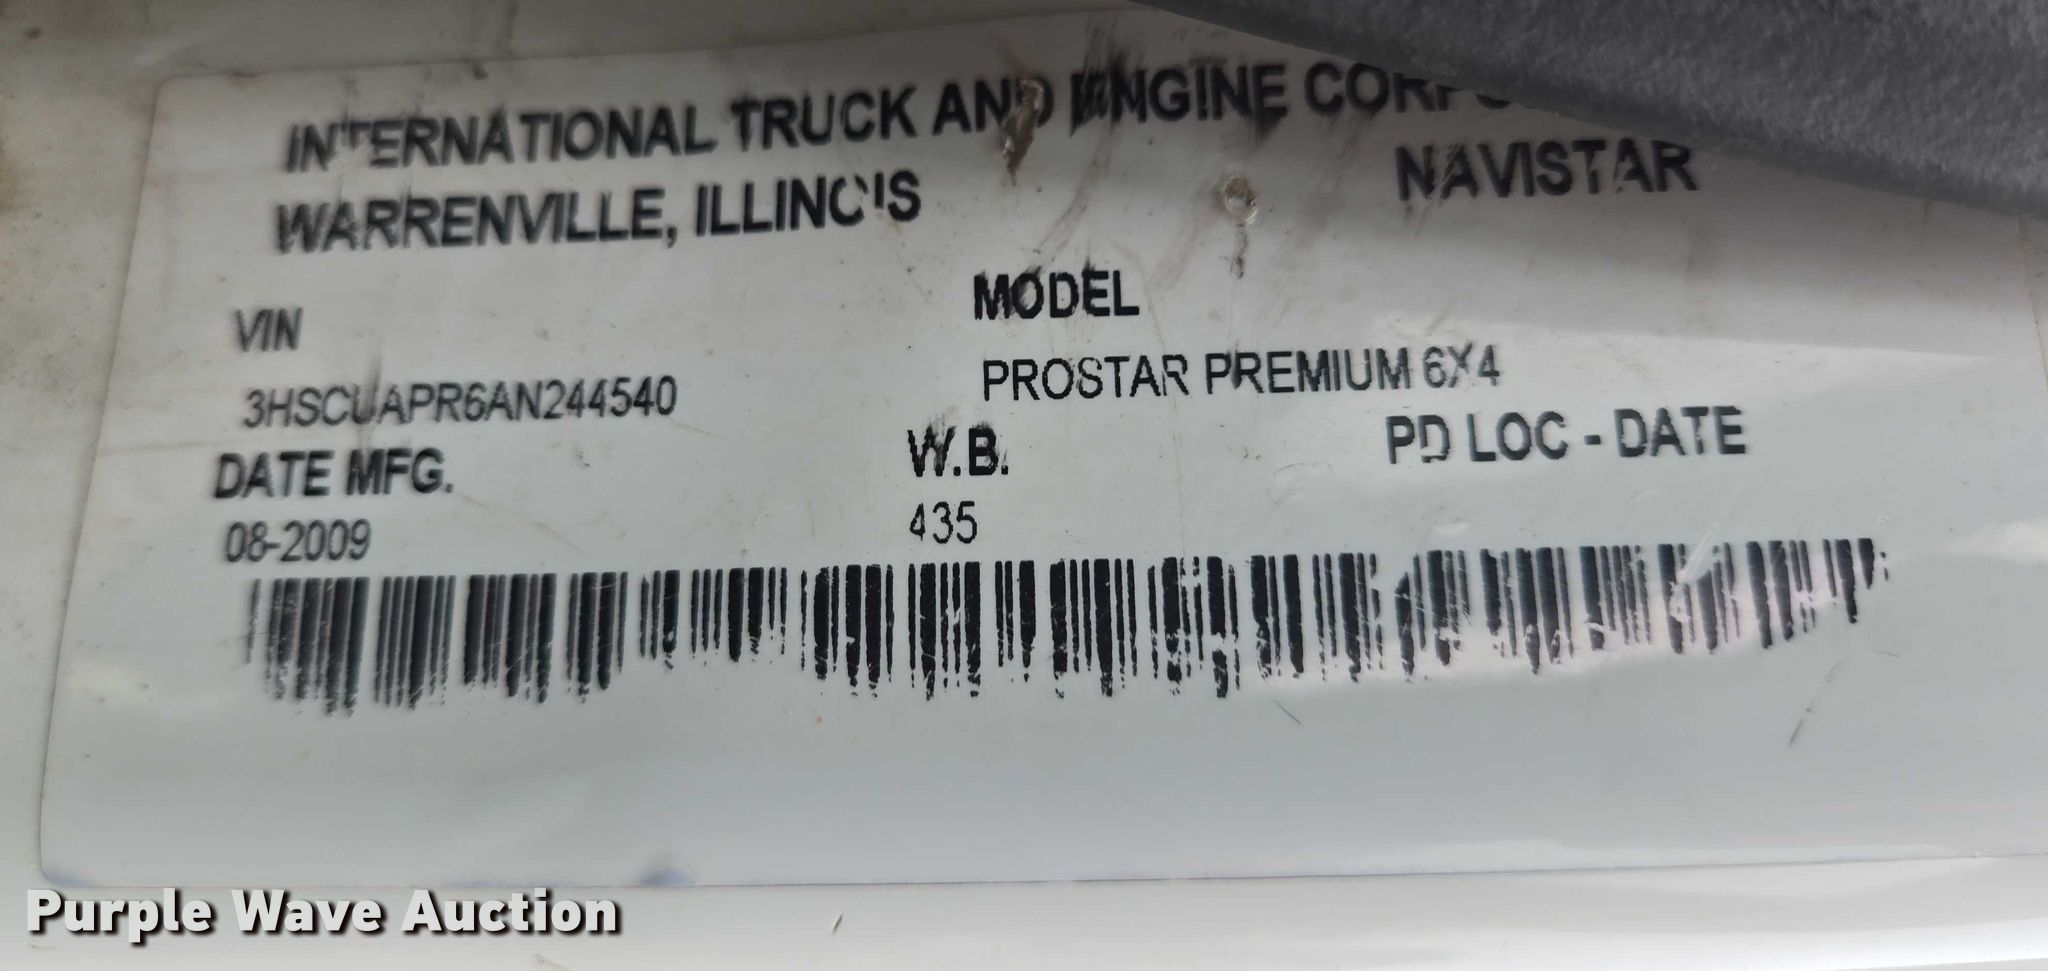 INTERNATIONAL TRUCK AND ENGINE
WARRENVILLE, ILLINOIS NAVISTAR
VIN MODEL
3HSCUAPR6AN244540 PROSTAR PREMIUM 6X4
DATE MFG. W.B. PD LOC - DATE
08-2009 435
Purple Wave Auction